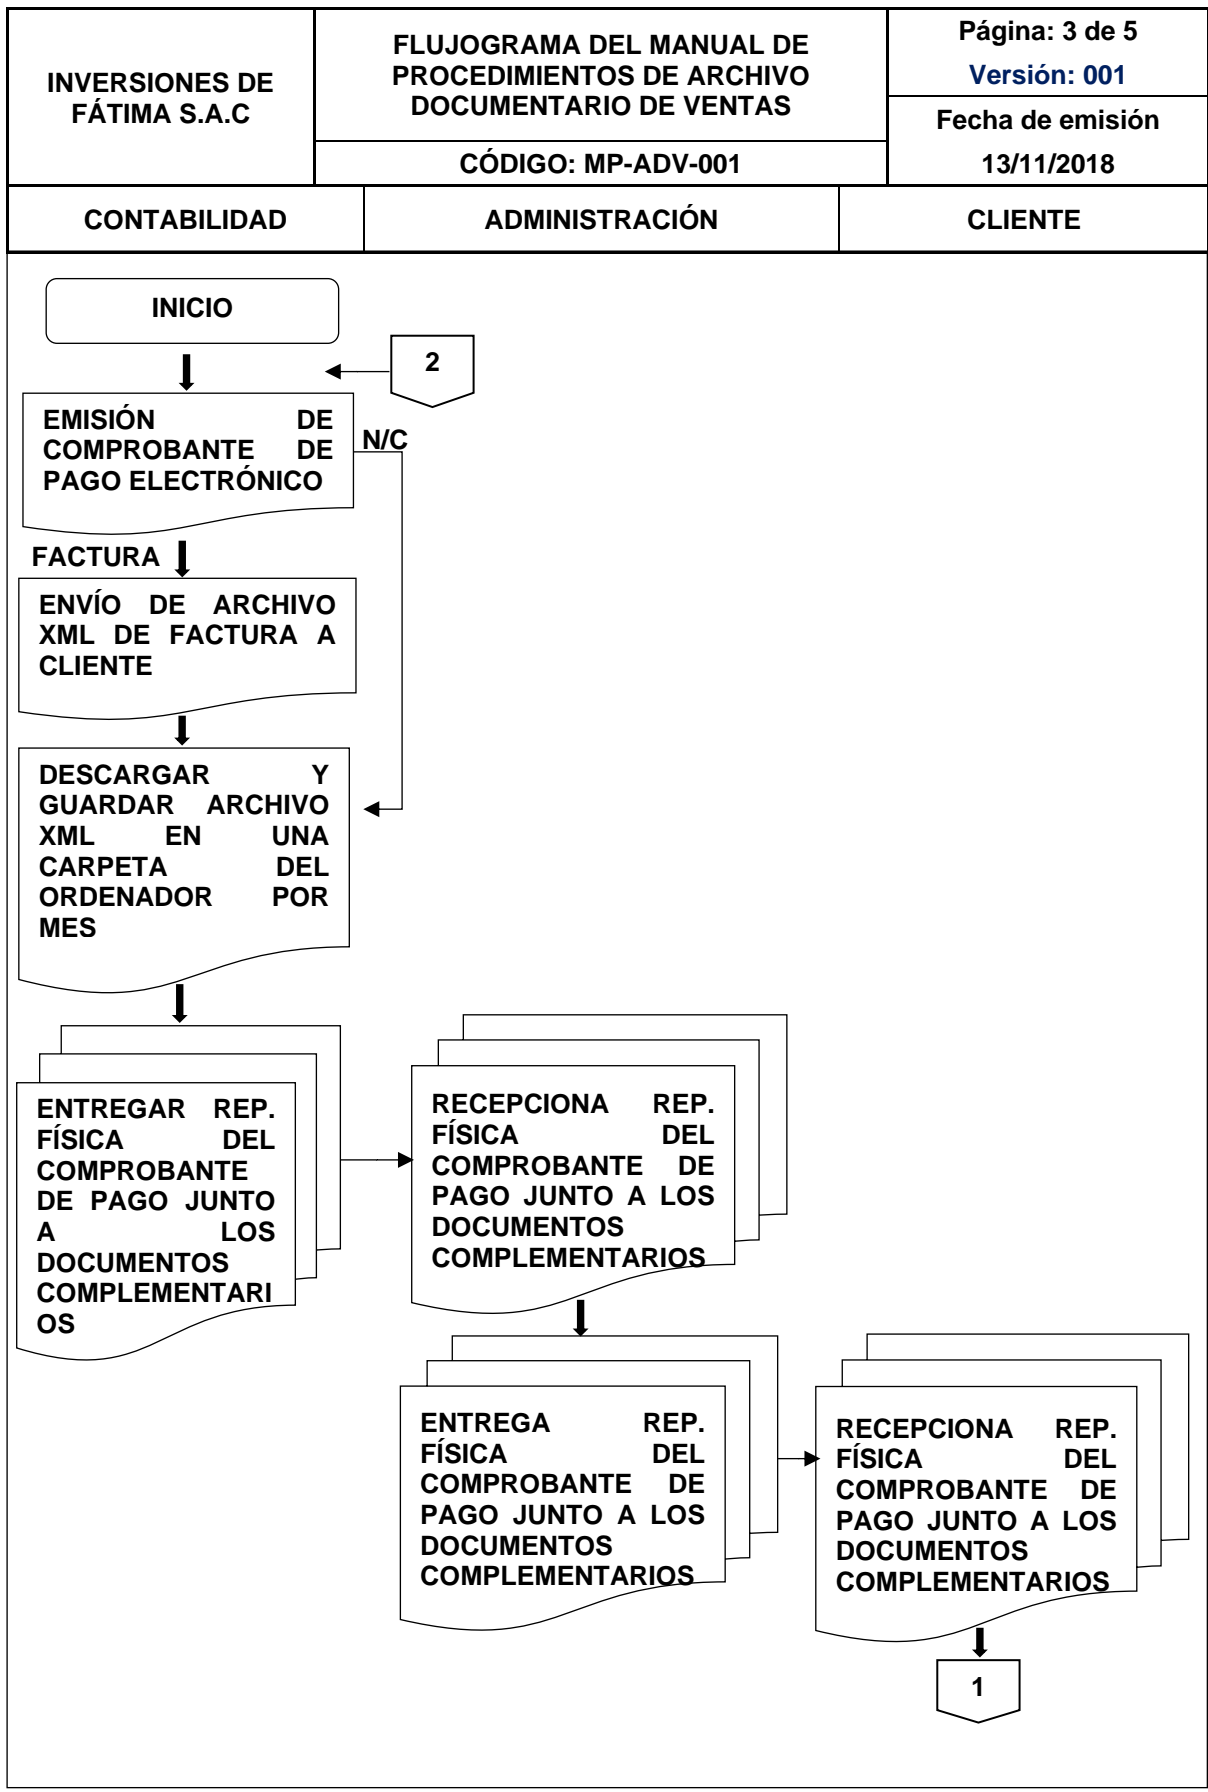 INVERSIONES DE
FÁTIMA S.A.C
FLUJOGRAMA DEL MANUAL DE
PROCEDIMIENTOS DE ARCHIVO
DOCUMENTARIO DE VENTAS
CÓDIGO: MP-ADV-001
Página: 3 de 5
Versión: 001
Fecha de emisión
13/11/2018
CONTABILIDAD
ADMINISTRACIÓN
CLIENTE
INICIO
2
EMISIÓN DE
COMPROBANTE DE
PAGO ELECTRÓNICO
N/C
FACTURA
ENVÍO DE ARCHIVO
XML DE FACTURA A
CLIENTE
DESCARGAR Y
GUARDAR ARCHIVO
XML EN UNA
CARPETA DEL
ORDENADOR POR
MES
ENTREGAR REP.
FÍSICA DEL
COMPROBANTE
DE PAGO JUNTO
A LOS
DOCUMENTOS
COMPLEMENTARI
OS
RECEPCIONA REP.
FÍSICA DEL
COMPROBANTE DE
PAGO JUNTO A LOS
DOCUMENTOS
COMPLEMENTARIOS
ENTREGA REP.
FÍSICA DEL
COMPROBANTE DE
PAGO JUNTO A LOS
DOCUMENTOS
COMPLEMENTARIOS
RECEPCIONA REP.
FÍSICA DEL
COMPROBANTE DE
PAGO JUNTO A LOS
DOCUMENTOS
COMPLEMENTARIOS
1